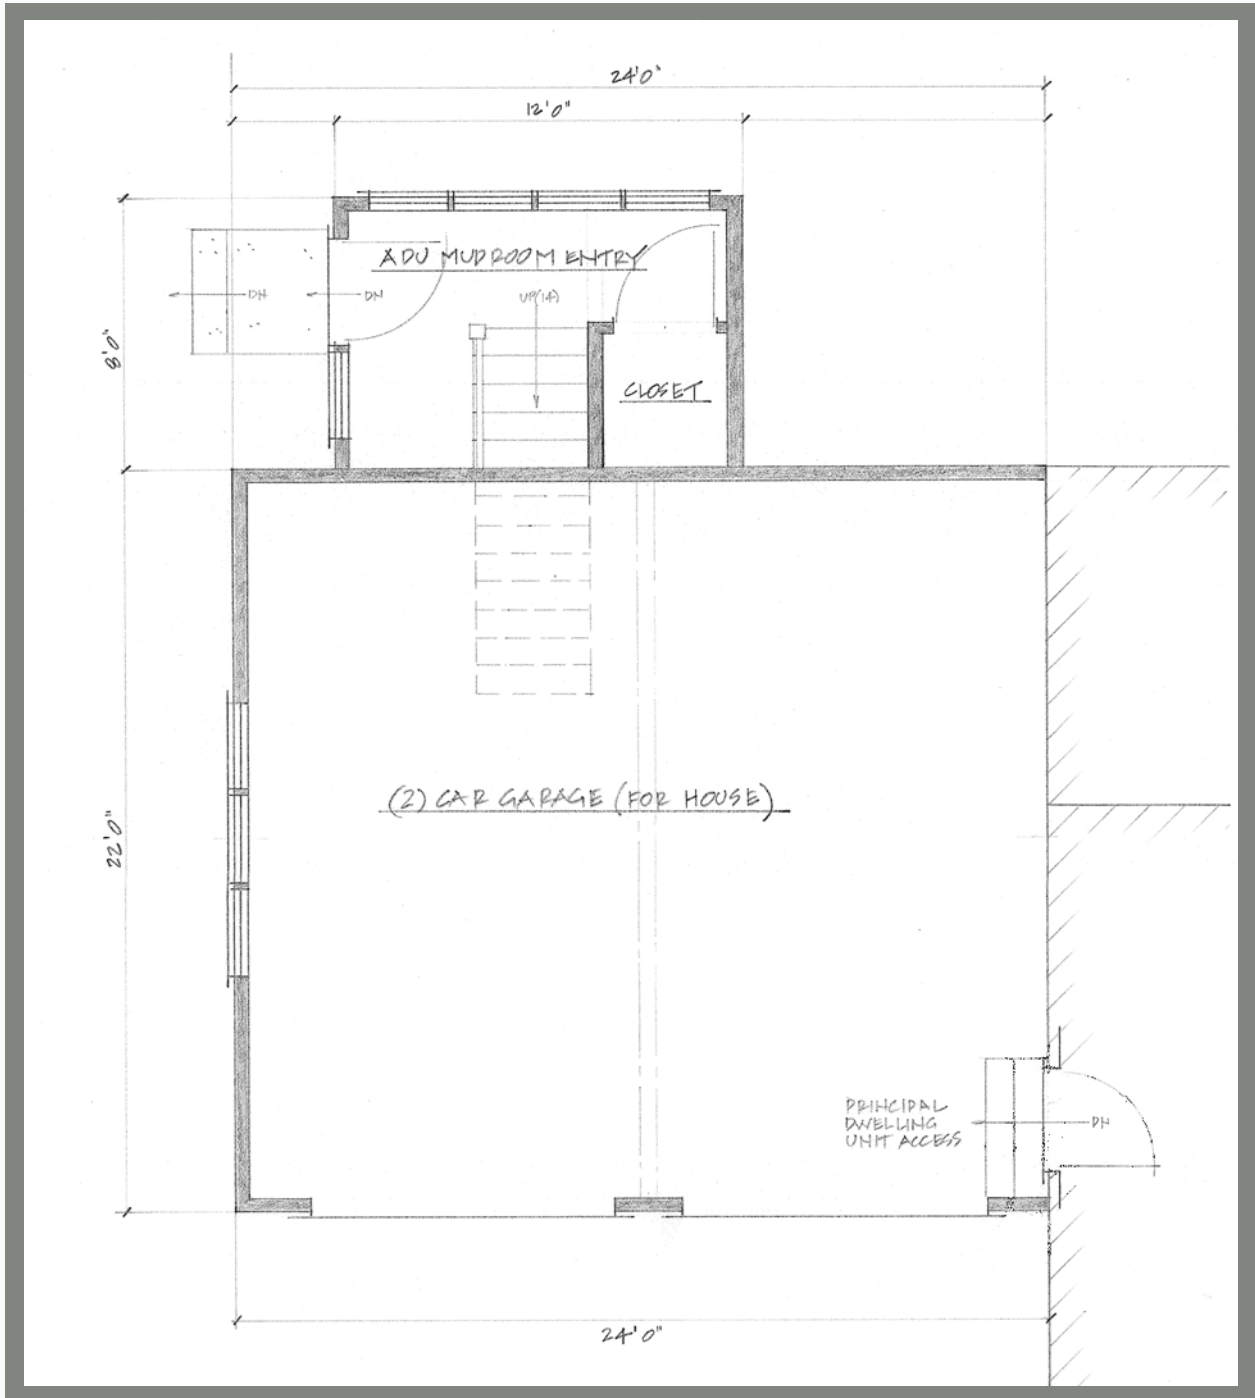 24'0"
12'0"
ADU MUDROOM ENTRY
DN
DN
UP(14)
8'0"
CLOSET
(2) CAR GARAGE (FOR HOUSE)
22'0"
PRINCIPAL
DWELLING
UNIT ACCESS
DN
24'0"